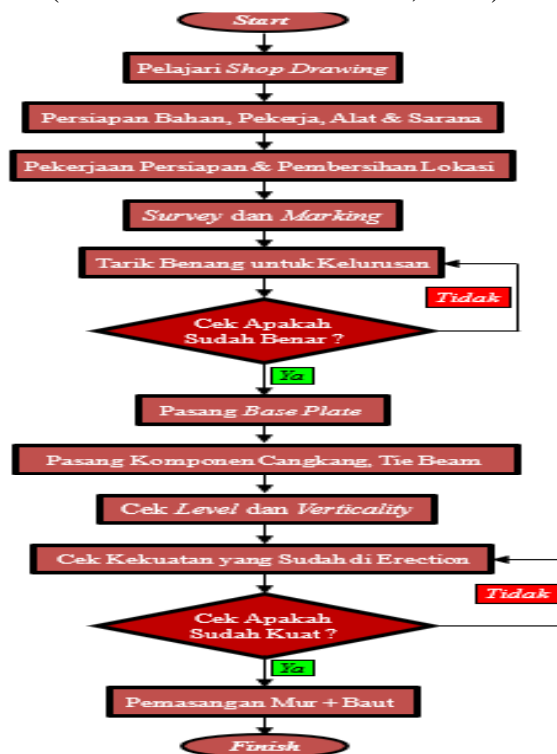 Start
Pelajari Shop Drawing
Persiapan Bahan, Pekerja, Alat & Sarana
Pekerjaan Persiapan & Pembersihan Lokasi
Survey dan Marking
Tarik Benang untuk Kelurusan
Tidak
Cek Apakah
Sudah Benar ?
Ya
Pasang Base Plate
Pasang Komponen Cangkang, Tie Beam
Cek Level dan Verticality
Cek Kekuatan yang Sudah di Erection
Tidak
Cek Apakah
Sudah Kuat ?
Ya
Pemasangan Mur + Baut
Finish